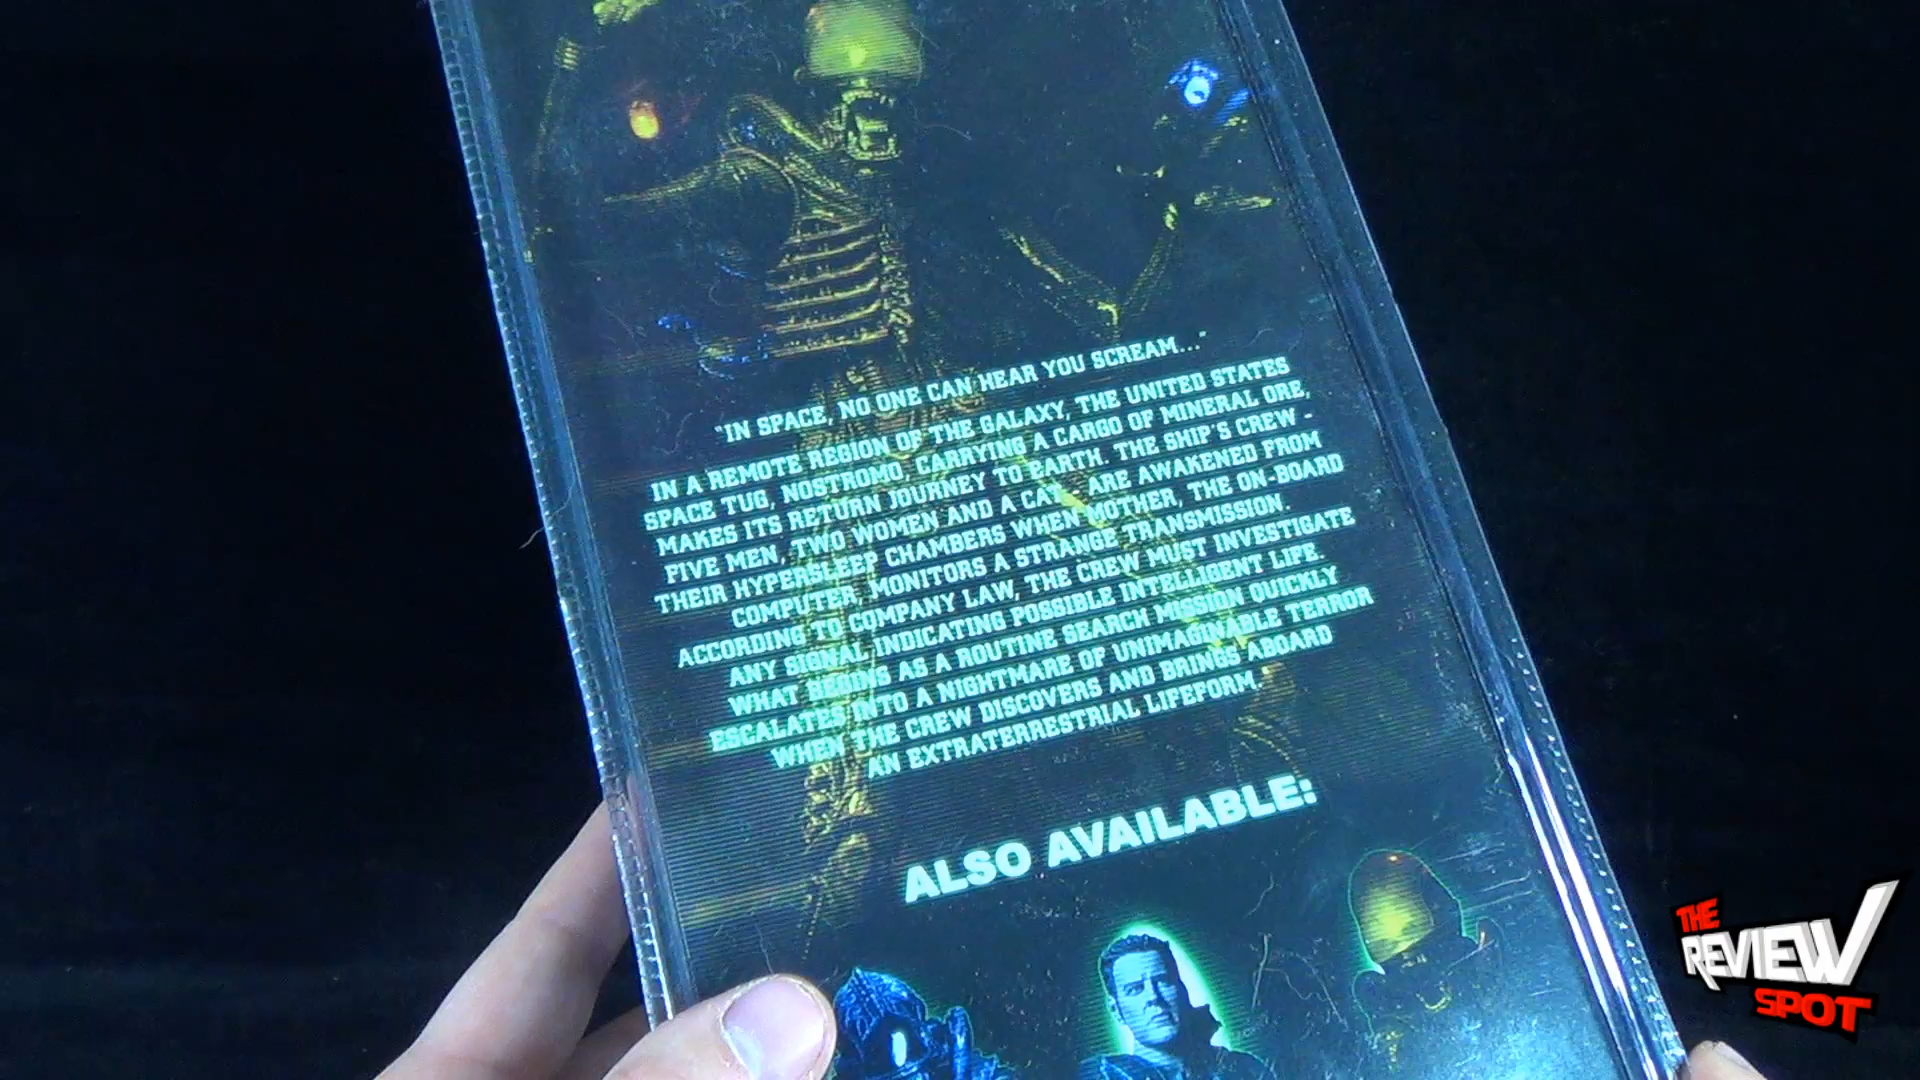 "IN SPACE, NO ONE CAN HEAR YOU SCREAM..."
IN A REMOTE REGION OF THE GALAXY, THE UNITED STATES
SPACE TUG, NOSTROMO, CARRYING A CARGO OF MINERAL ORE,
MAKES ITS RETURN JOURNEY TO EARTH. THE SHIP'S CREW -
FIVE MEN, TWO WOMEN AND A CAT - ARE AWAKENED FROM
THEIR HYPERSLEEP CHAMBERS WHEN MOTHER, THE ON-BOARD
COMPUTER, MONITORS A STRANGE TRANSMISSION.
ACCORDING TO COMPANY LAW, THE CREW MUST INVESTIGATE
ANY SIGNAL INDICATING POSSIBLE INTELLIGENT LIFE.
WHAT BEGINS AS A ROUTINE SEARCH MISSION QUICKLY
ESCALATES INTO A NIGHTMARE OF UNIMAGINABLE TERROR
WHEN THE CREW DISCOVERS AND BRINGS ABOARD
AN EXTRATERRESTRIAL LIFEFORM.
ALSO AVAILABLE:
THE
REVIEW
SPOT